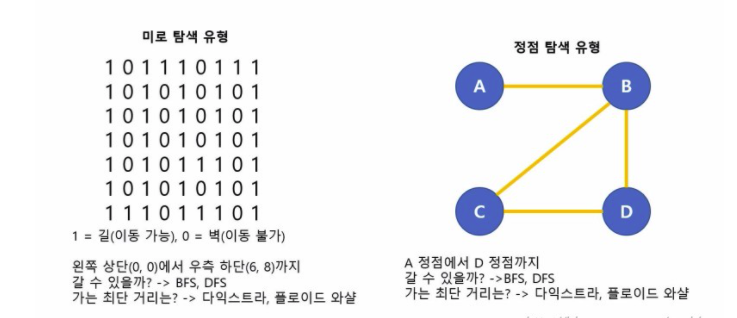 미로 탐색 유형
1 0 1 1 1 0 1 1 1
1 0 1 0 1 0 1 0 1
1 0 1 0 1 0 1 0 1
1 0 1 0 1 0 1 0 1
1 0 1 0 1 1 1 0 1
1 0 1 0 1 0 1 0 1
1 1 1 0 1 1 1 0 1
1 = 길(이동 가능), 0 = 벽(이동 불가)
왼쪽 상단(0, 0)에서 우측 하단(6, 8)까지
갈 수 있을까? -> BFS, DFS
가는 최단 거리는? -> 다익스트라, 플로이드 와샬
정점 탐색 유형
A
B
C
D
A 정점에서 D 정점까지
갈 수 있을까? ->BFS, DFS
가는 최단 거리는? -> 다익스트라, 플로이드 와샬